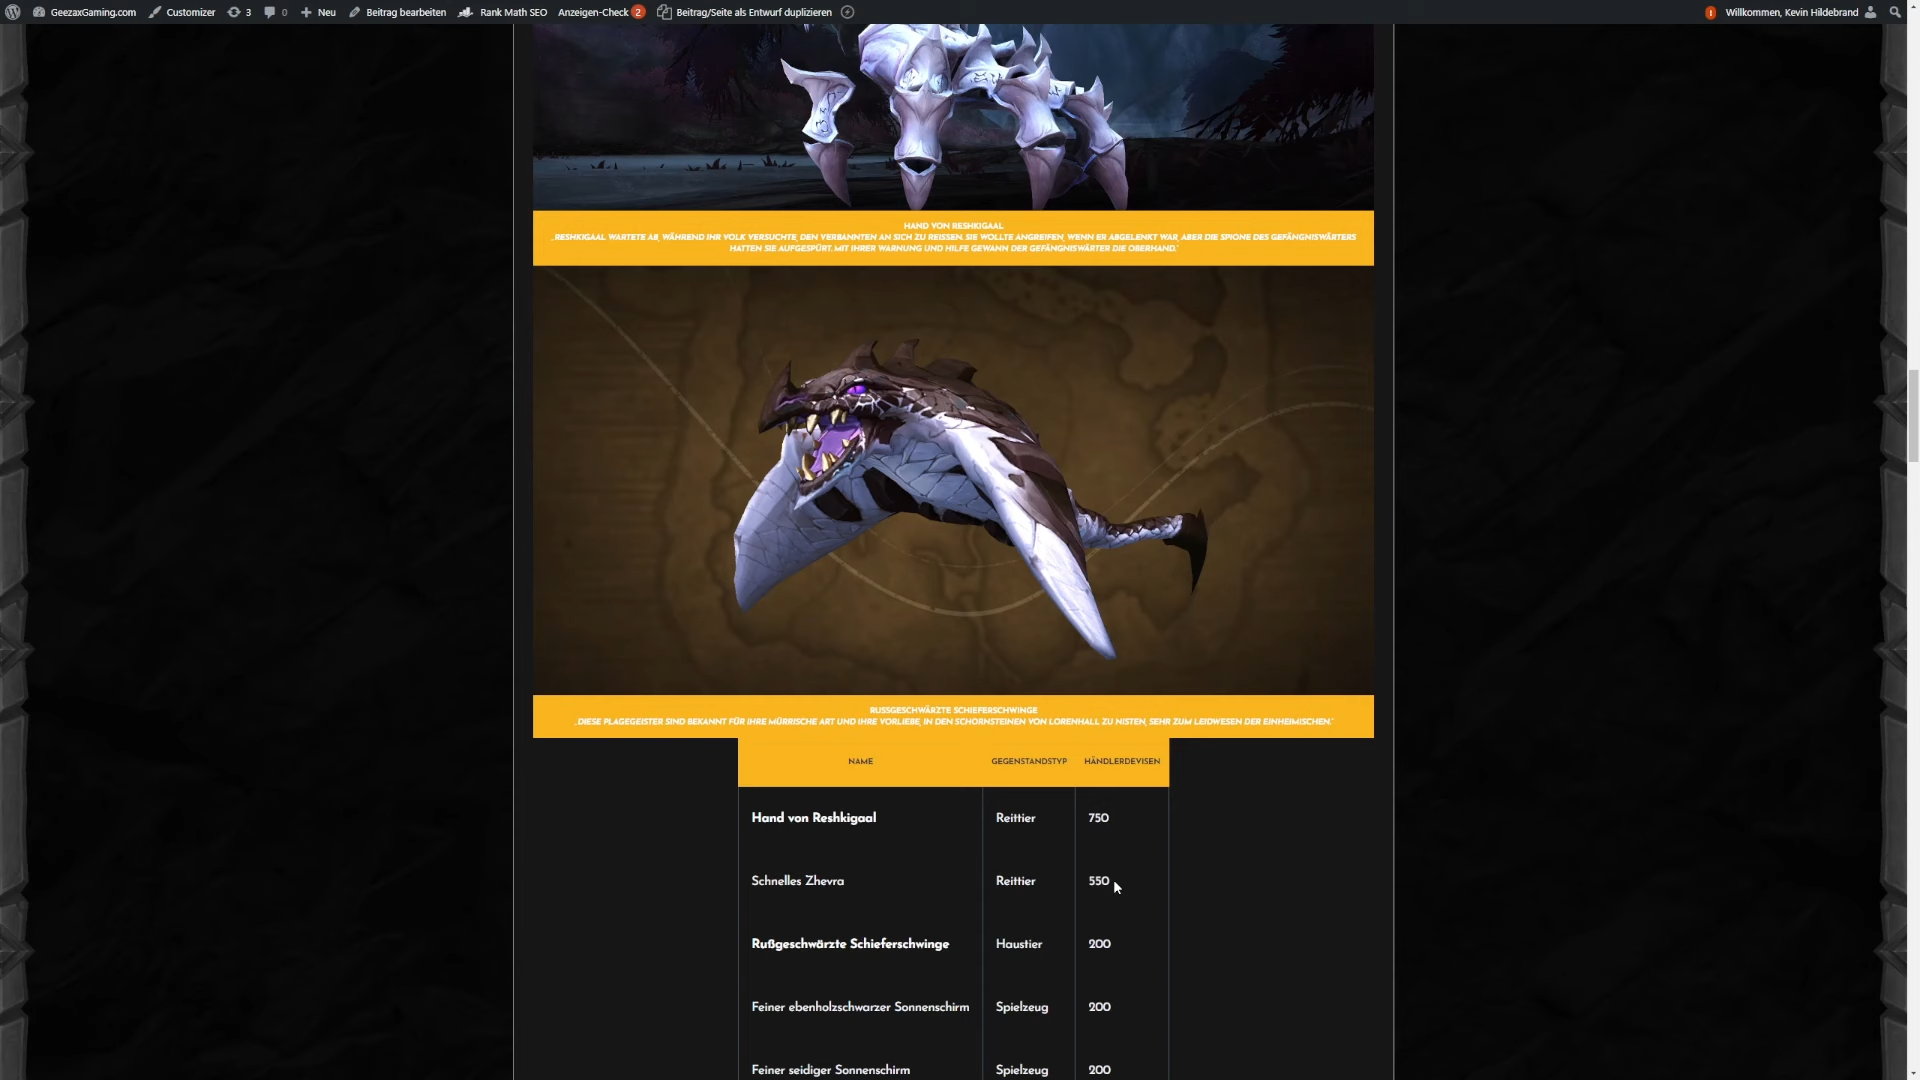 GeezaxGaming.com Customizer 3 0 Neu Beitrag bearbeiten Rank Math SEO Anzeigen-Check 2 Beitrag/Seite als Entwurf duplizieren ! Willkommen, Kevin Hildebrand
HAND VON RESHKIGAAL
„RESHKIGAAL WARTETE AB, WÄHREND IHR VOLK VERSUCHTE, DEN VERBANNTEN AN SICH ZU REISSEN. SIE WOLLTE ANGREIFEN, WENN ER ABGELENKT WAR, ABER DIE SPIONE DES GEFÄNGNISWÄRTERS
HATTEN SIE AUFGESPÜRT. MIT IHRER WARNUNG UND HILFE GEWANN DER GEFÄNGNISWÄRTER DIE OBERHAND.“
RUSSGESCHWÄRZTE SCHIEFERSCHWINGE
„DIESE PLAGEGEISTER SIND BEKANNT FÜR IHRE MÜRRISCHE ART UND IHRE VORLIEBE, IN DEN SCHORNSTEINEN VON LORENHALL ZU NISTEN, SEHR ZUM LEIDWESEN DER EINHEIMISCHEN.“
NAME GEGENSTANDSTYP HÄNDLERDEVISEN
Hand von Reshkigaal Reittier 750
Schnelles Zhevra Reittier 550
Rußgeschwärzte Schieferschwinge Haustier 200
Feiner ebenholzschwarzer Sonnenschirm Spielzeug 200
Feiner seidiger Sonnenschirm Spielzeug 200